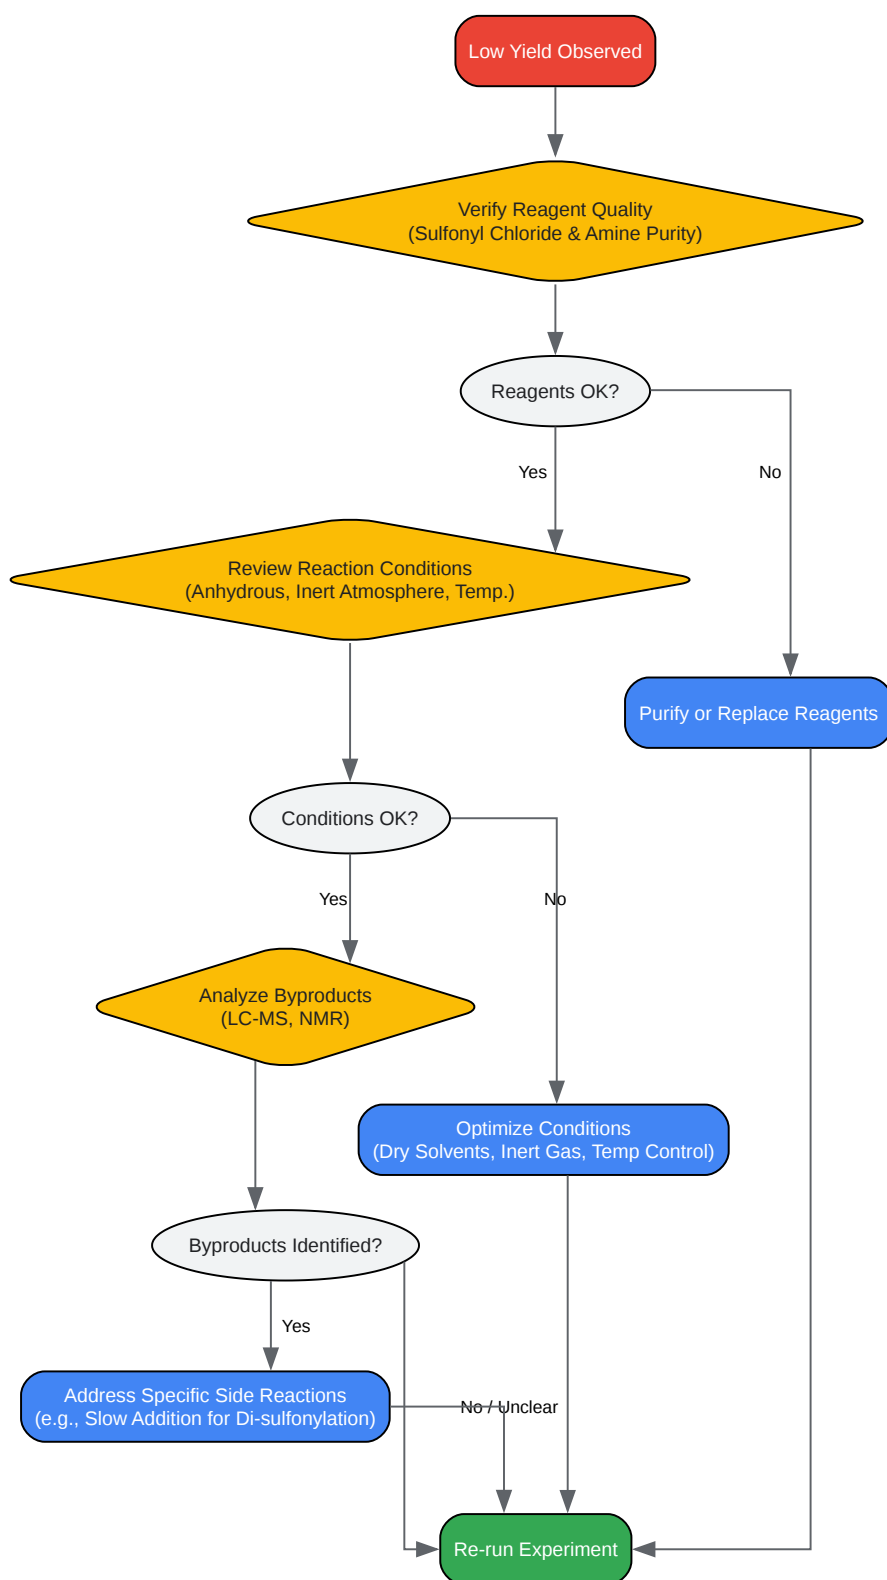 Low Yield Observed
Verify Reagent Quality
(Sulfonyl Chloride & Amine Purity)
Reagents OK?
Yes
No
Review Reaction Conditions
(Anhydrous, Inert Atmosphere, Temp.)
Purify or Replace Reagents
Conditions OK?
Yes
No
Analyze Byproducts
(LC-MS, NMR)
Optimize Conditions
(Dry Solvents, Inert Gas, Temp Control)
Byproducts Identified?
Yes
Address Specific Side Reactions
(e.g., Slow Addition for Di-sulfonylation)
No / Unclear
Re-run Experiment